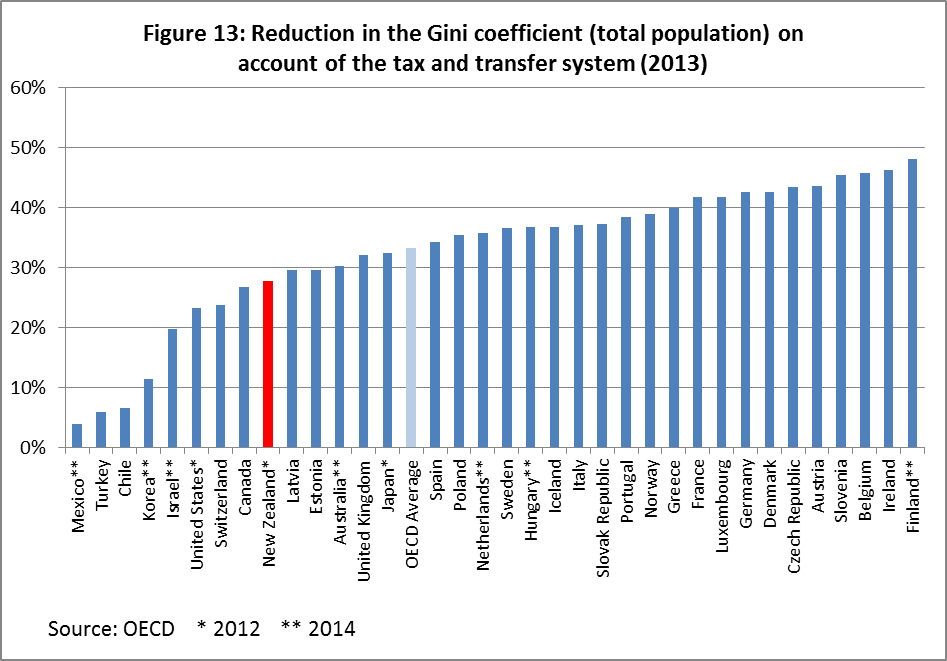 Figure 13: Reduction in the Gini coefficient (total population) on
account of the tax and transfer system (2013)
60%
50%
40%
30%
20%
10%
0%
Mexico**
Turkey
Chile
Korea**
Israel**
United States*
Switzerland
Canada
New Zealand*
Latvia
Estonia
Australia**
United Kingdom
Japan*
OECD Average
Spain
Poland
Netherlands**
Sweden
Hungary**
Iceland
Italy
Slovak Republic
Portugal
Norway
Greece
France
Luxembourg
Germany
Denmark
Czech Republic
Austria
Slovenia
Belgium
Ireland
Finland**
Source: OECD * 2012 ** 2014